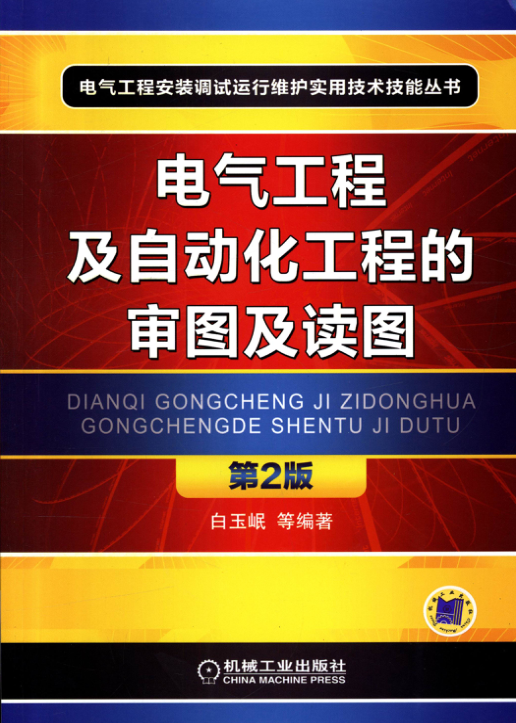 电气工程安装调试运行维护实用技术技能丛书
电气工程
及自动化工程的
审图及读图
DIANQI GONGCHENG JI ZIDONGHUA
GONGCHENGDE SHENTU JI DUTU
第2版
白玉岷 等编著
机械工业出版社
CHINA MACHINE PRESS